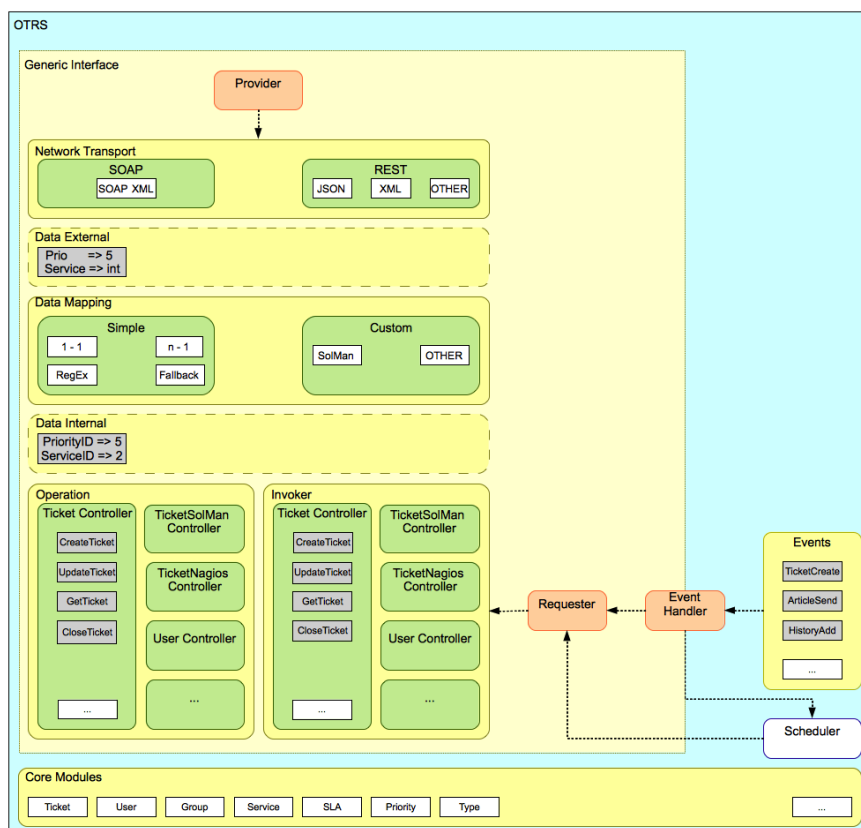 OTRS
Generic Interface
Provider
Network Transport
SOAP
SOAP XML
REST
JSON
XML
OTHER
Data External
Prio => 5
Service => int
Data Mapping
Simple
1 - 1
n - 1
RegEx
Fallback
Custom
SolMan
OTHER
Data Internal
PriorityID => 5
ServiceID => 2
Operation
Ticket Controller
CreateTicket
UpdateTicket
GetTicket
CloseTicket
...
TicketSolMan
Controller
TicketNagios
Controller
User Controller
...
Invoker
Ticket Controller
CreateTicket
UpdateTicket
GetTicket
CloseTicket
...
TicketSolMan
Controller
TicketNagios
Controller
User Controller
...
Requester
Event
Handler
Events
TicketCreate
ArticleSend
HistoryAdd
...
Scheduler
Core Modules
Ticket
User
Group
Service
SLA
Priority
Type
...